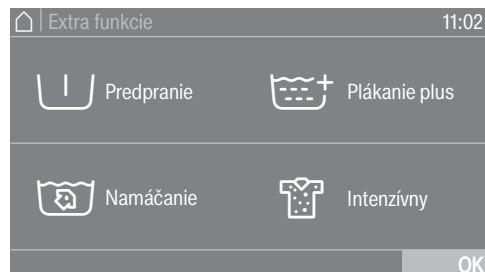 Extra funkcie 11:02
Predpranie Plákanie plus
Namáčanie Intenzívny
OK